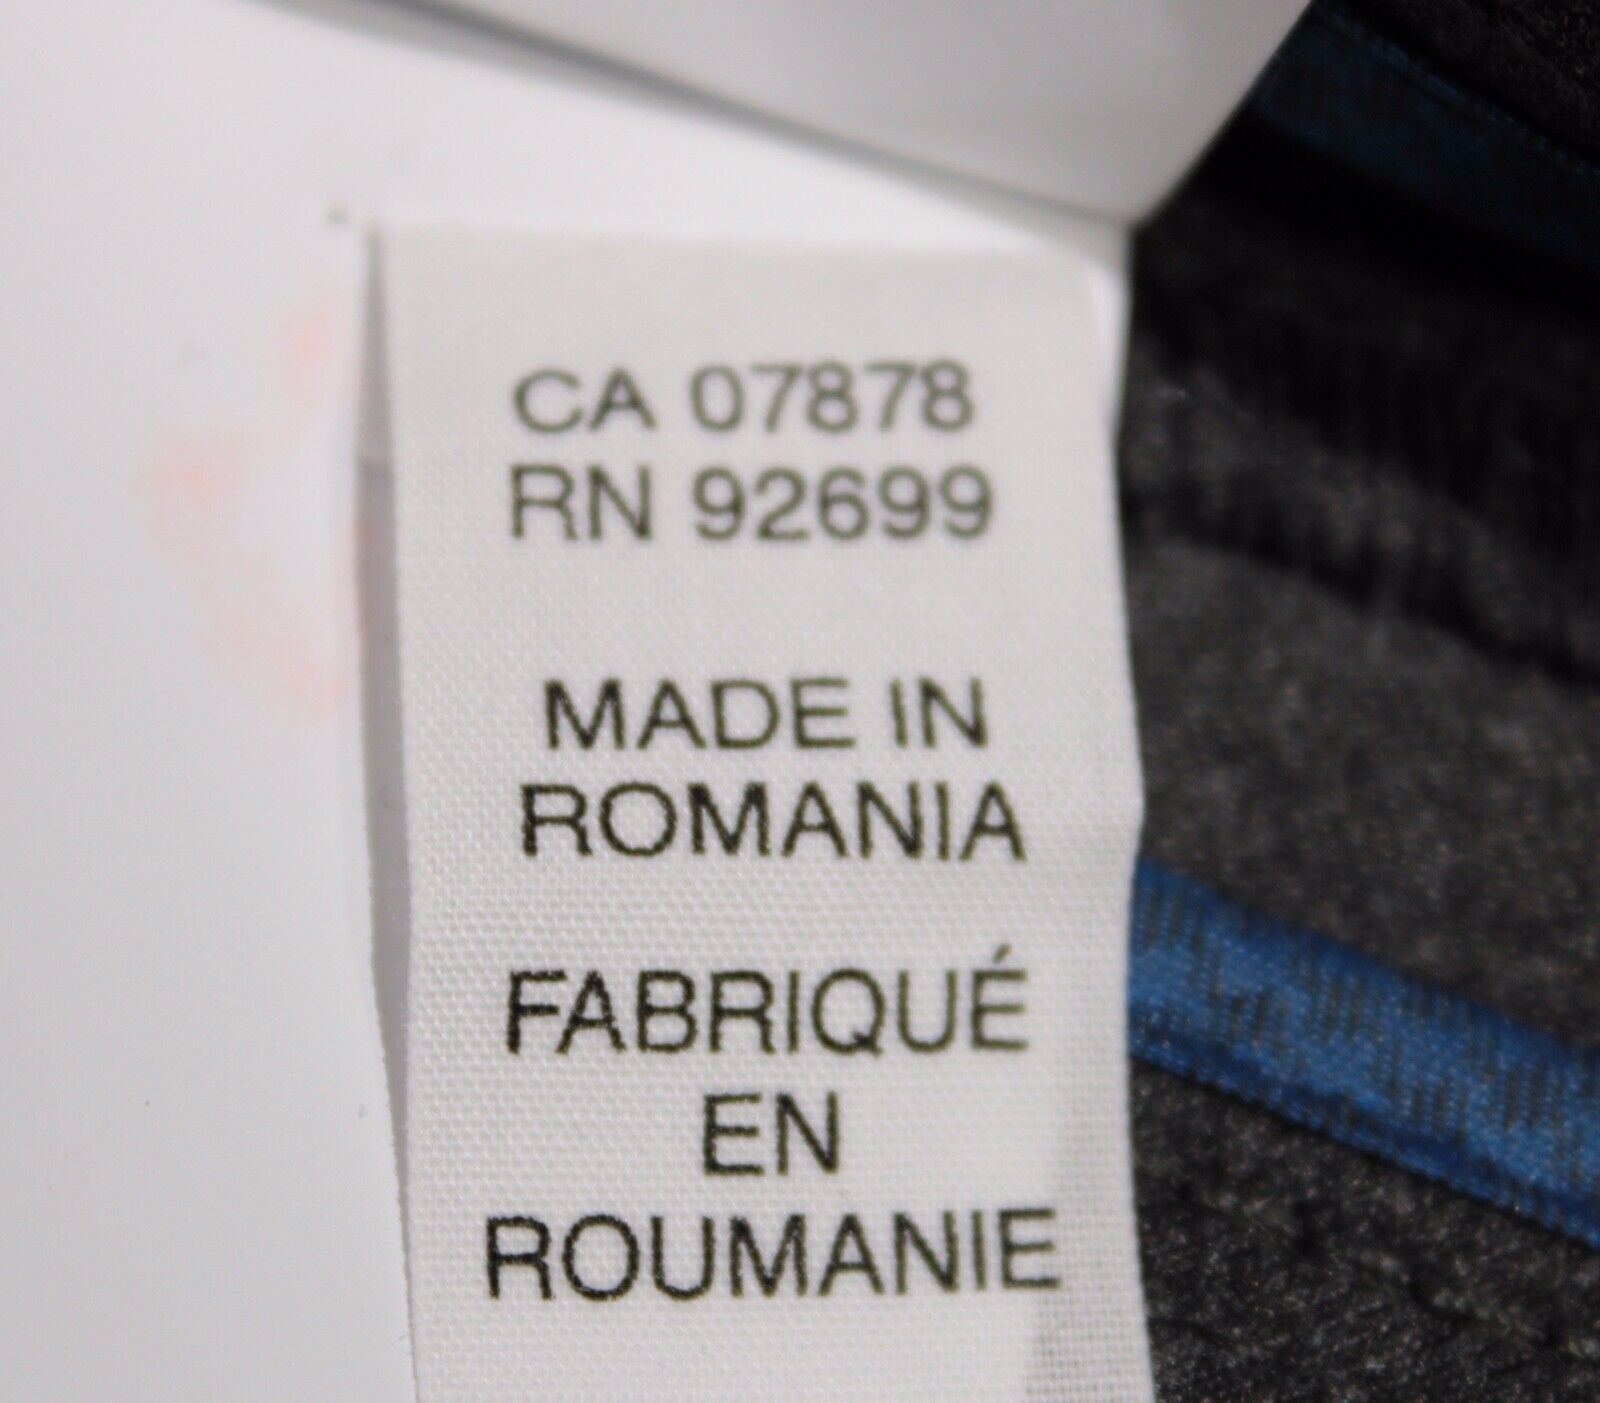 CA 07878
RN 92699
MADE IN
ROMANIA
FABRIQUÉ
EN
ROUMANIE